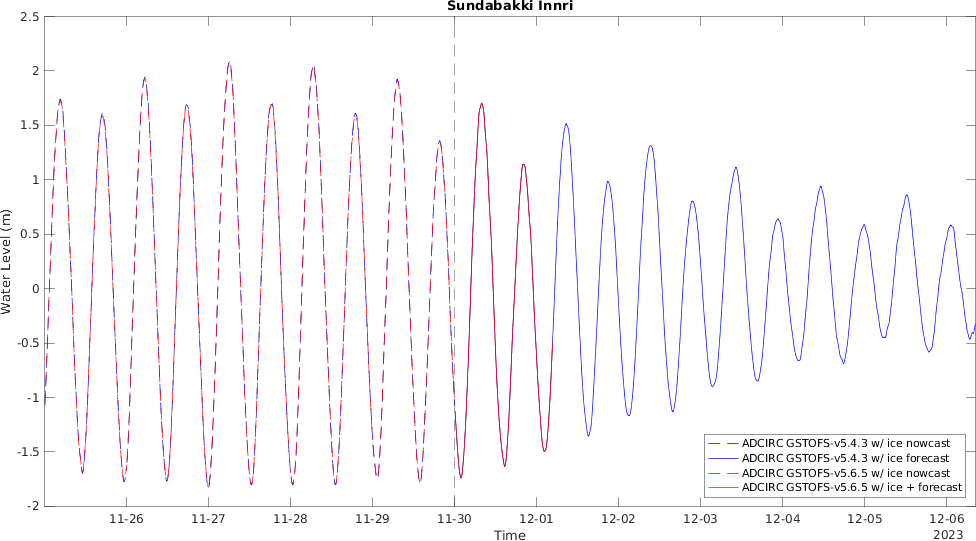 Sundabakki Innri
2.5
2
1.5
1
0.5
0
-0.5
-1
-1.5
-2
Water Level (m)
ADCIRC GSTOFS-v5.4.3 w/ ice nowcast
ADCIRC GSTOFS-v5.4.3 w/ ice forecast
ADCIRC GSTOFS-v5.6.5 w/ ice nowcast
ADCIRC GSTOFS-v5.6.5 w/ ice + forecast
11-26 11-27 11-28 11-29 11-30 12-01 12-02 12-03 12-04 12-05 12-06
Time
2023